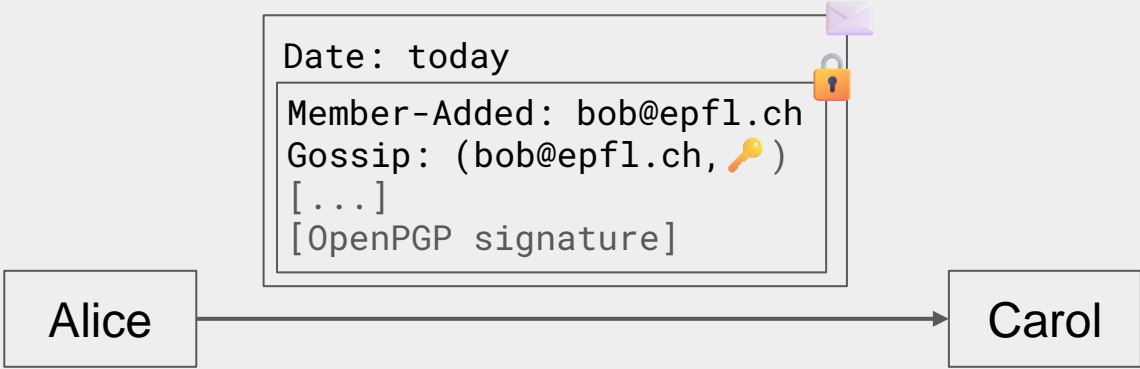 Date: today
Member-Added: bob@epfl.ch
Gossip: (bob@epfl.ch,🔑)
[...]
[OpenPGP signature]
Alice
Carol